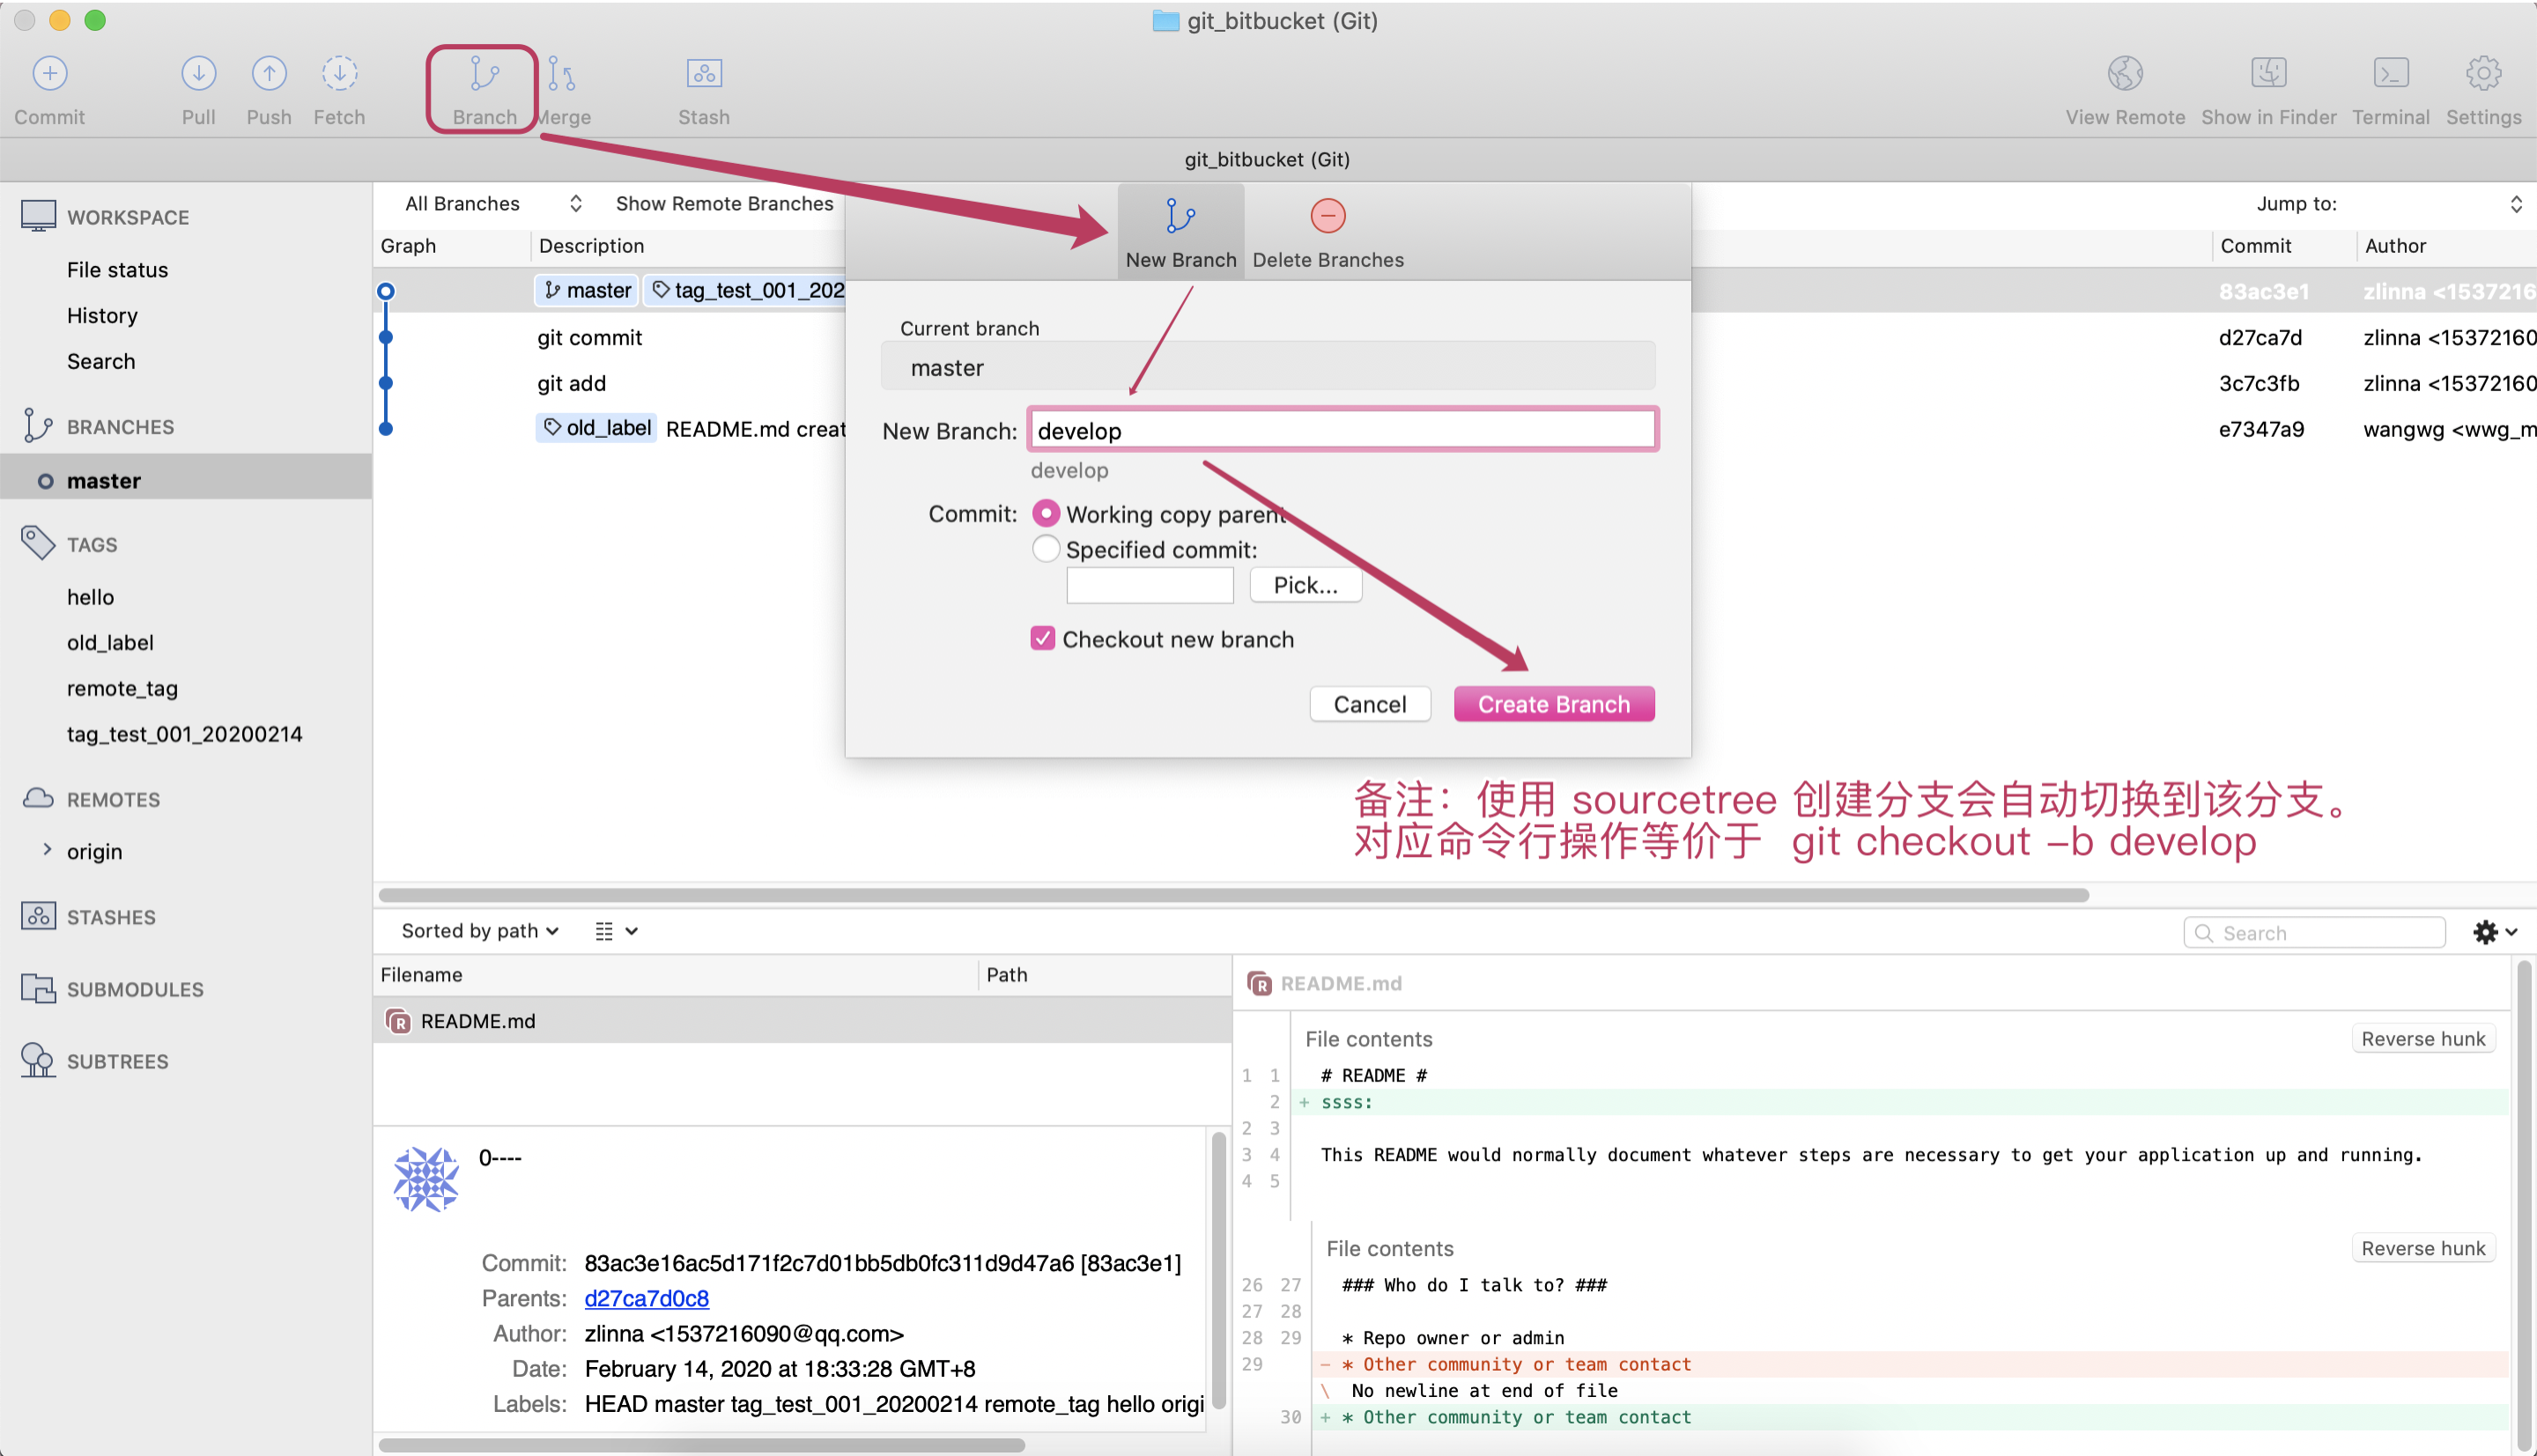 git_bitbucket (Git)
Commit
Pull
Push
Fetch
Branch
Merge
Stash
View Remote
Show in Finder
Terminal
Settings
git_bitbucket (Git)
WORKSPACE
File status
History
Search
BRANCHES
master
TAGS
hello
old_label
remote_tag
tag_test_001_20200214
REMOTES
origin
STASHES
SUBMODULES
SUBTREES
All Branches
Show Remote Branches
Jump to:
Graph
Description
Commit
Author
master
tag_test_001_202
83ac3e1
zlinna <1537216
git commit
d27ca7d
zlinna <15372160
git add
3c7c3fb
zlinna <15372160
old_label
README.md creat
e7347a9
wangwg <wwg_m
New Branch
Delete Branches
Current branch
master
New Branch:
develop
develop
Commit:
Working copy parent
Specified commit:
Pick...
Checkout new branch
Cancel
Create Branch
备注：使用 sourcetree 创建分支会自动切换到该分支。
对应命令行操作等价于 git checkout –b develop
Sorted by path
Search
Filename
Path
README.md
0----
Commit: 83ac3e16ac5d171f2c7d01bb5db0fc311d9d47a6 [83ac3e1]
Parents: d27ca7d0c8
Author: zlinna <1537216090@qq.com>
Date: February 14, 2020 at 18:33:28 GMT+8
Labels: HEAD master tag_test_001_20200214 remote_tag hello origi
README.md
File contents
Reverse hunk
1 1 # README #
2 + ssss:
2 3
3 4 This README would normally document whatever steps are necessary to get your application up and running.
4 5
File contents
Reverse hunk
26 27 ### Who do I talk to? ###
27 28
28 29 * Repo owner or admin
29 - * Other community or team contact
\ No newline at end of file
30 + * Other community or team contact